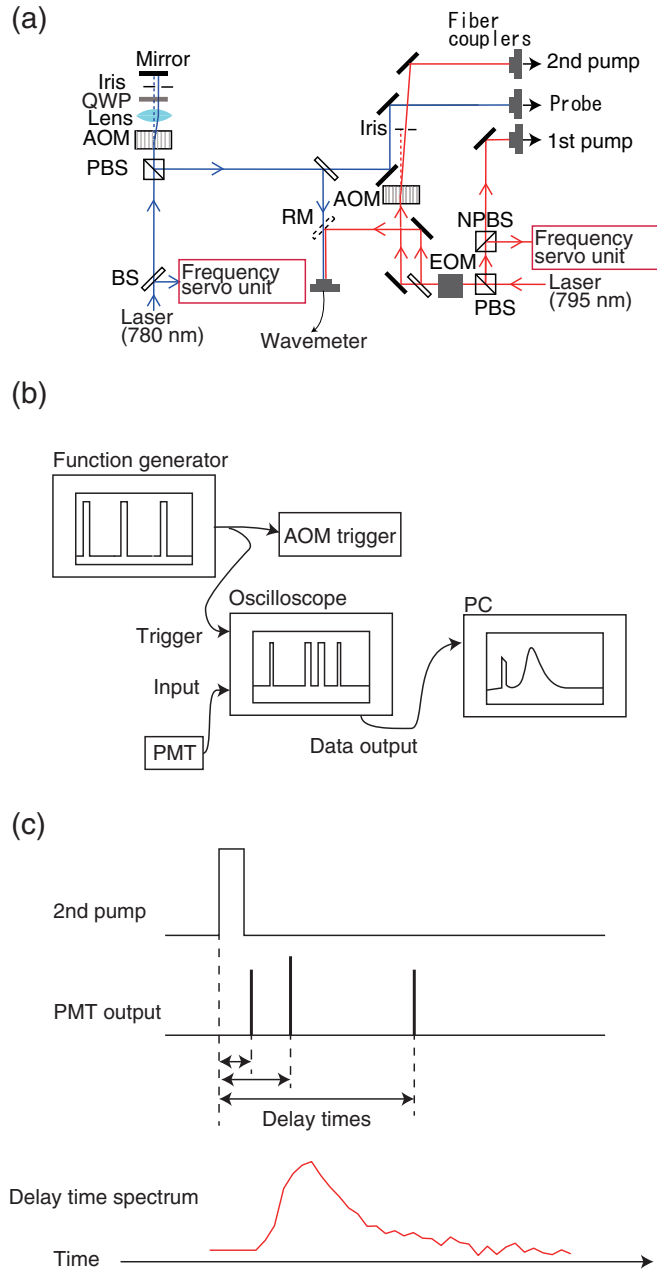 (a)
Fiber
couplers
Mirror
Iris
QWP
Lens
AOM
PBS
BS
Frequency
servo unit
Laser
(780 nm)
RM
Wavemeter
Iris
AOM
EOM
NPBS
PBS
2nd pump
Probe
1st pump
Frequency
servo unit
Laser
(795 nm)
(b)
Function generator
AOM trigger
Oscilloscope
Trigger
Input
PMT
Data output
PC
(c)
2nd pump
PMT output
Delay times
Delay time spectrum
Time